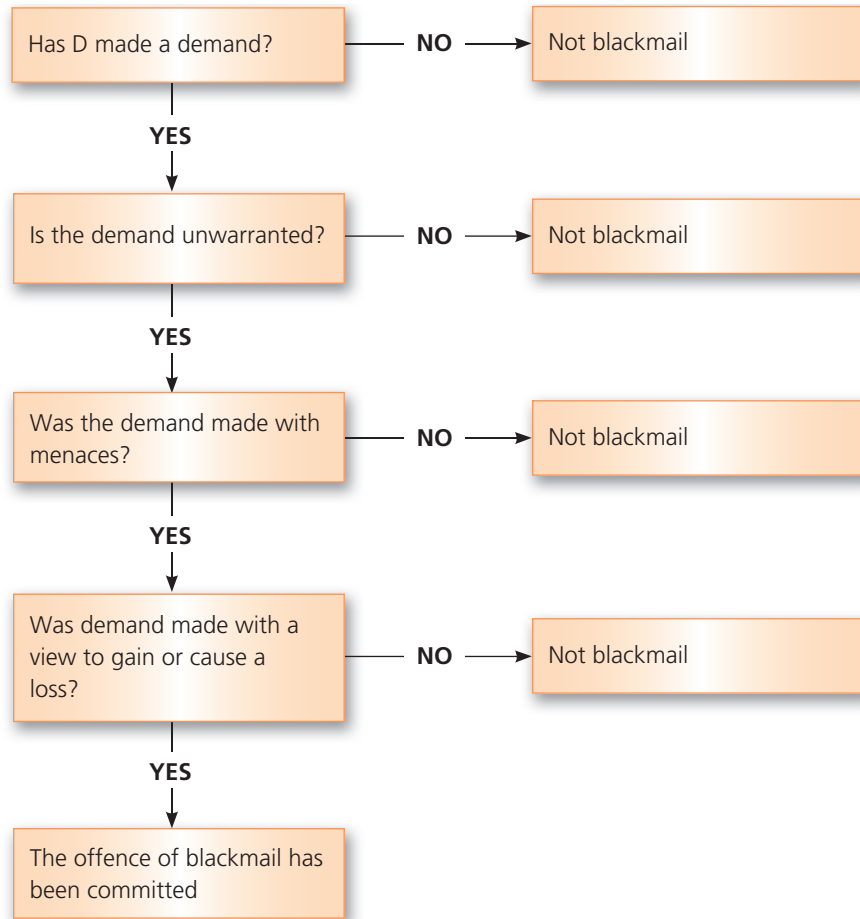 Has D made a demand?
NO
Not blackmail
YES
Is the demand unwarranted?
NO
Not blackmail
YES
Was the demand made with
menaces?
NO
Not blackmail
YES
Was demand made with a
view to gain or cause a
loss?
NO
Not blackmail
YES
The offence of blackmail has
been committed